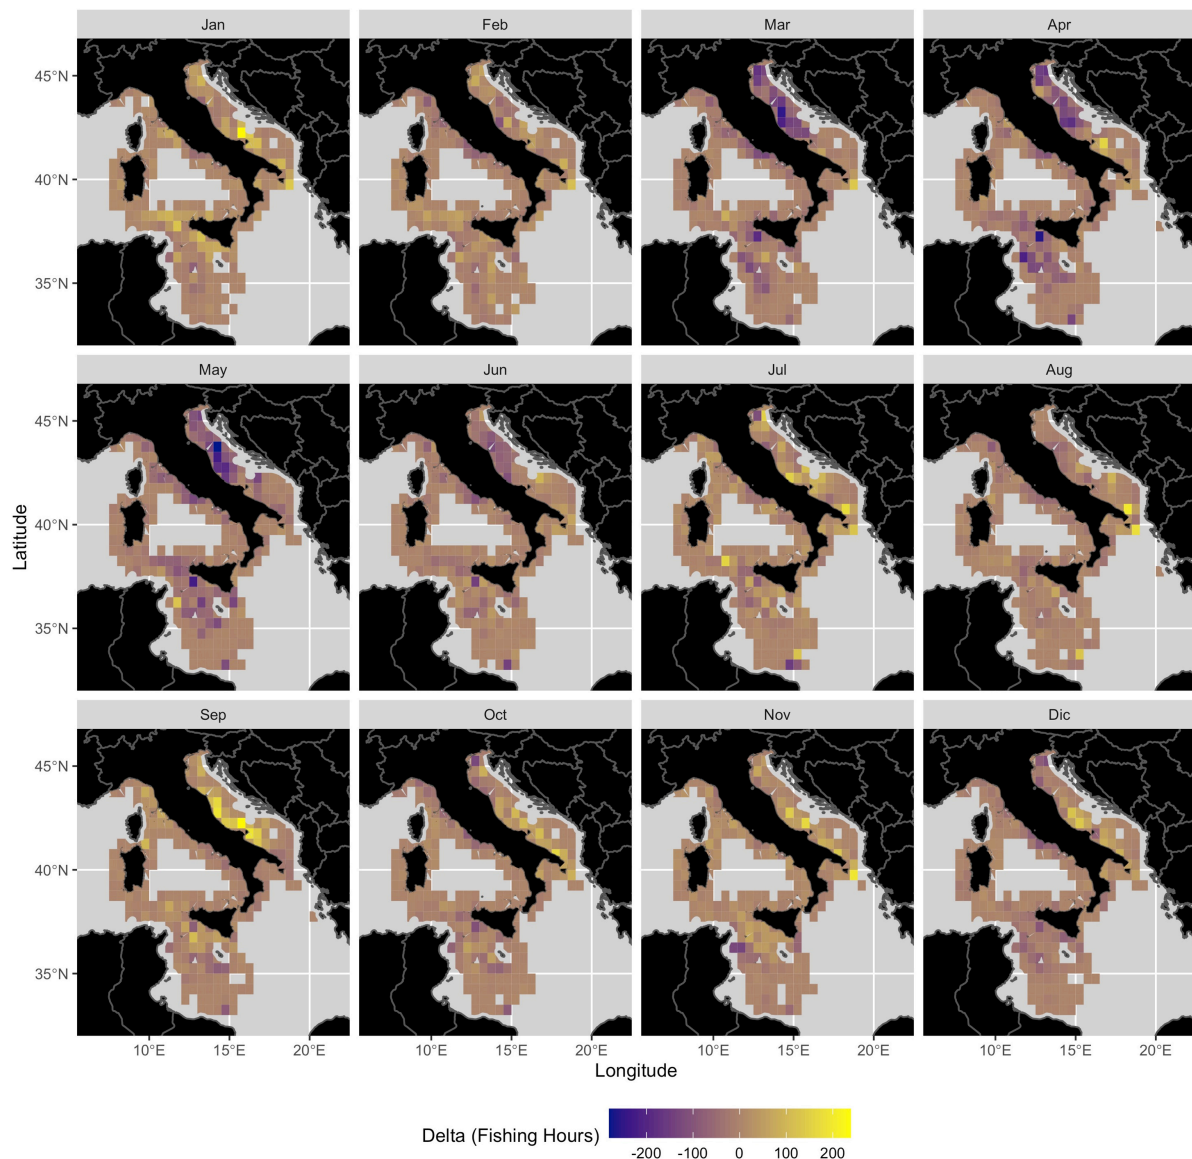 Jan Feb Mar Apr
45°N
40°N
35°N
May Jun Jul Aug
45°N
40°N
35°N
Latitude
Sep Oct Nov Dic
45°N
40°N
35°N
10°E 15°E 20°E 10°E 15°E 20°E 10°E 15°E 20°E 10°E 15°E 20°E
Longitude
Delta (Fishing Hours)
-200 -100 0 100 200